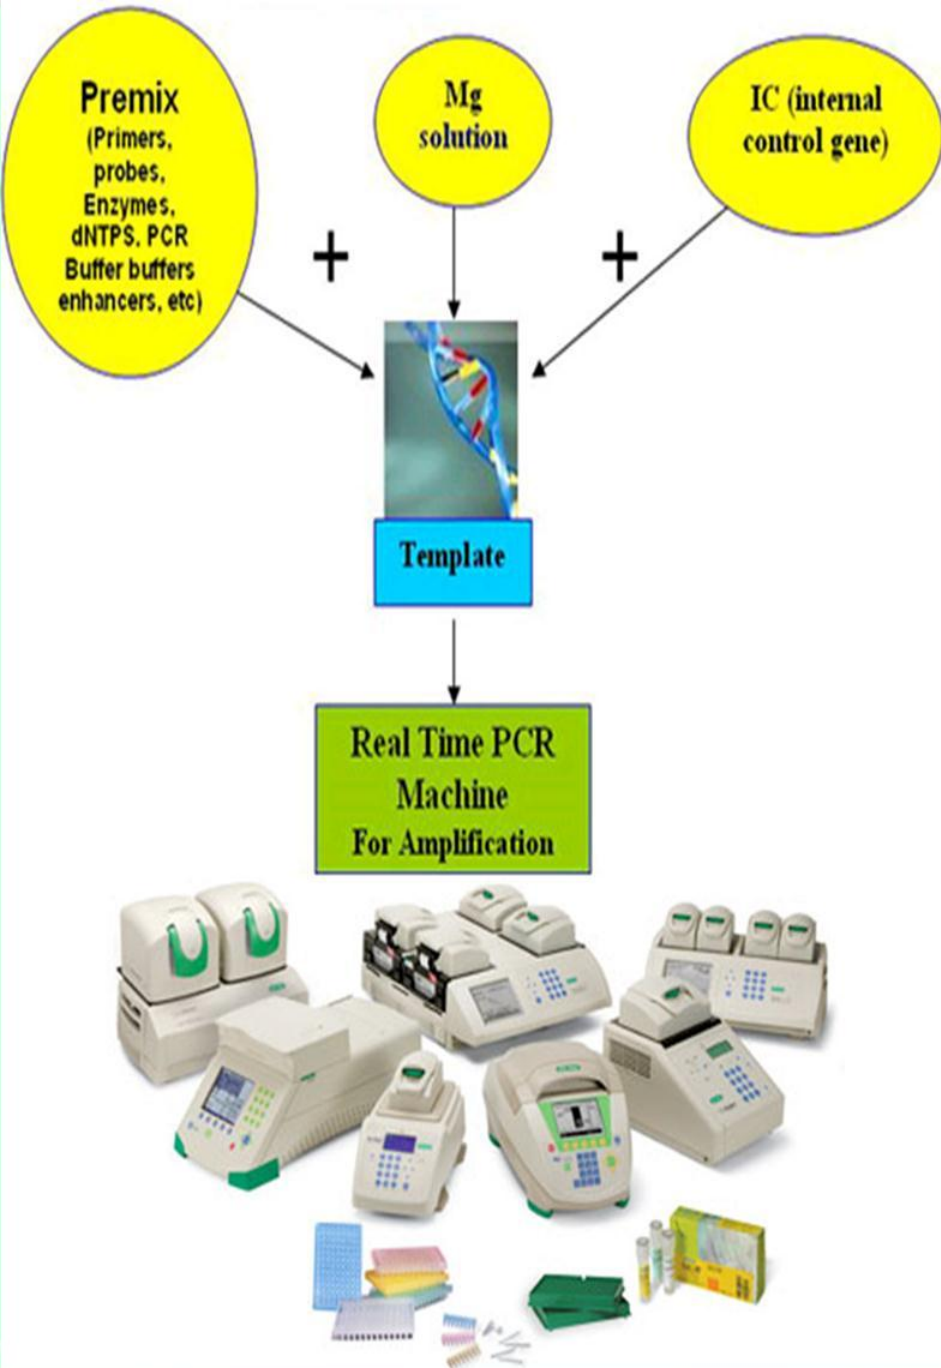 Premix
(Primers,
probes,
Enzymes,
dNTPS, PCR
Buffer buffers
enhancers, etc)
Mg
solution
IC (internal
control gene)
+
+
Template
Real Time PCR
Machine
For Amplification